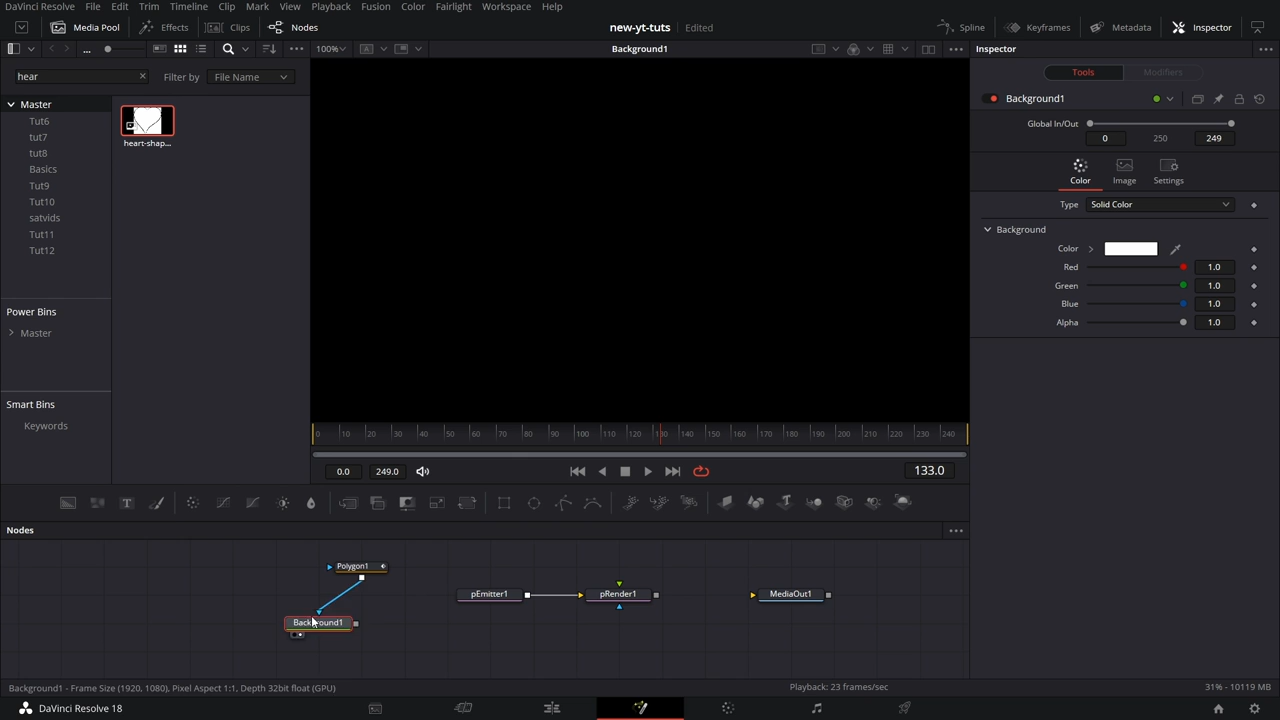 DaVinci Resolve File Edit Trim Timeline Clip Mark View Playback Fusion Color Fairlight Workspace Help
Media Pool Effects Clips Nodes new-yt-tuts Edited Spline Keyframes Metadata Inspector
... 100% Background1 Inspector
hear Filter by File Name Tools Modifiers
Master
Tut6
tut7
tut8
Basics
Tut9
Tut10
satvids
Tut11
Tut12
Power Bins
Master
Smart Bins
Keywords
heart-shap...
Background1
Global In/Out
0 250 249
Color Image Settings
Type Solid Color
Background
Color
Red 1.0
Green 1.0
Blue 1.0
Alpha 1.0
0 10 20 30 40 50 60 70 80 90 100 110 120 130 140 150 160 170 180 190 200 210 220 230 240
0.0 249.0 133.0
T
Nodes
Polygon1
pEmitter1 pRender1 MediaOut1
Background1
Background1 - Frame Size (1920, 1080), Pixel Aspect 1:1, Depth 32bit float (GPU) Playback: 23 frames/sec 31% - 10119 MB
DaVinci Resolve 18